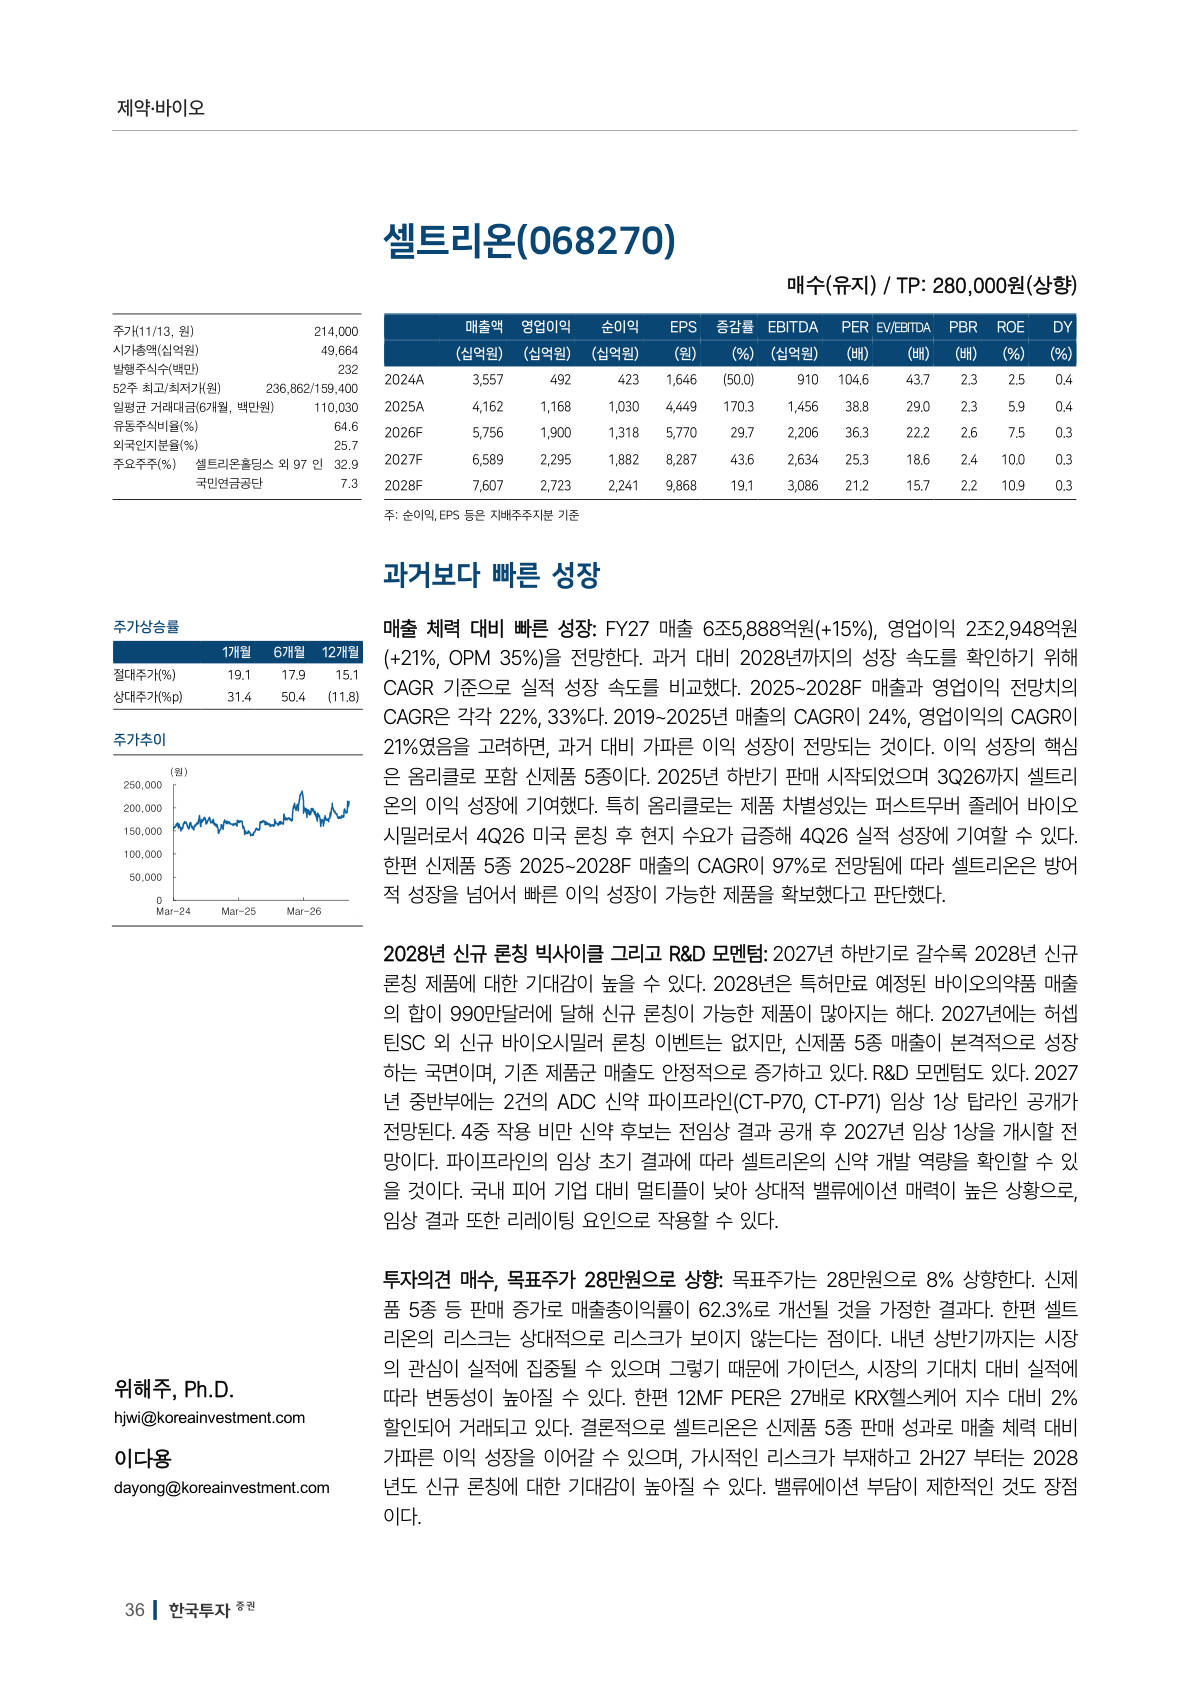 제약·바이오
셀트리온(068270)
매수(유지) / TP: 280,000원(상향)
주가(11/13, 원) 214,000
시가총액(십억원) 49,664
발행주식수(백만) 232
52주 최고/최저가(원) 236,862/159,400
일평균 거래대금(6개월, 백만원) 110,030
유동주식비율(%) 64.6
외국인지분율(%) 25.7
주요주주(%) 셀트리온홀딩스 외 97 인 32.9
국민연금공단 7.3
매출액 영업이익 순이익 EPS 증감률 EBITDA PER EV/EBITDA PBR ROE DY
(십억원) (십억원) (십억원) (원) (%) (십억원) (배) (배) (배) (%) (%)
2024A 3,557 492 423 1,646 (50.0) 910 104.6 43.7 2.3 2.5 0.4
2025A 4,162 1,168 1,030 4,449 170.3 1,456 38.8 29.0 2.3 5.9 0.4
2026F 5,756 1,900 1,318 5,770 29.7 2,206 36.3 22.2 2.6 7.5 0.3
2027F 6,589 2,295 1,882 8,287 43.6 2,634 25.3 18.6 2.4 10.0 0.3
2028F 7,607 2,723 2,241 9,868 19.1 3,086 21.2 15.7 2.2 10.9 0.3
주: 순이익, EPS 등은 지배주주지분 기준
과거보다 빠른 성장
주가상승률
1개월 6개월 12개월
절대주가(%) 19.1 17.9 15.1
상대주가(%p) 31.4 50.4 (11.8)
주가추이
(원)
250,000
200,000
150,000
100,000
50,000
0
Mar-24 Mar-25 Mar-26
매출 체력 대비 빠른 성장: FY27 매출 6조5,888억원(+15%), 영업이익 2조2,948억원
(+21%, OPM 35%)을 전망한다. 과거 대비 2028년까지의 성장 속도를 확인하기 위해
CAGR 기준으로 실적 성장 속도를 비교했다. 2025~2028F 매출과 영업이익 전망치의
CAGR은 각각 22%, 33%다. 2019~2025년 매출의 CAGR이 24%, 영업이익의 CAGR이
21%였음을 고려하면, 과거 대비 가파른 이익 성장이 전망되는 것이다. 이익 성장의 핵심
은 옴리클로 포함 신제품 5종이다. 2025년 하반기 판매 시작되었으며 3Q26까지 셀트리
온의 이익 성장에 기여했다. 특히 옴리클로는 제품 차별성있는 퍼스트무버 졸레어 바이오
시밀러로서 4Q26 미국 론칭 후 현지 수요가 급증해 4Q26 실적 성장에 기여할 수 있다.
한편 신제품 5종 2025~2028F 매출의 CAGR이 97%로 전망됨에 따라 셀트리온은 방어
적 성장을 넘어서 빠른 이익 성장이 가능한 제품을 확보했다고 판단했다.
2028년 신규 론칭 빅사이클 그리고 R&D 모멘텀: 2027년 하반기로 갈수록 2028년 신규
론칭 제품에 대한 기대감이 높을 수 있다. 2028년은 특허만료 예정된 바이오의약품 매출
의 합이 990만달러에 달해 신규 론칭이 가능한 제품이 많아지는 해다. 2027년에는 허셉
틴SC 외 신규 바이오시밀러 론칭 이벤트는 없지만, 신제품 5종 매출이 본격적으로 성장
하는 국면이며, 기존 제품군 매출도 안정적으로 증가하고 있다. R&D 모멘텀도 있다. 2027
년 중반부에는 2건의 ADC 신약 파이프라인(CT-P70, CT-P71) 임상 1상 탑라인 공개가
전망된다. 4중 작용 비만 신약 후보는 전임상 결과 공개 후 2027년 임상 1상을 개시할 전
망이다. 파이프라인의 임상 초기 결과에 따라 셀트리온의 신약 개발 역량을 확인할 수 있
을 것이다. 국내 피어 기업 대비 멀티플이 낮아 상대적 밸류에이션 매력이 높은 상황으로,
임상 결과 또한 리레이팅 요인으로 작용할 수 있다.
투자의견 매수, 목표주가 28만원으로 상향: 목표주가는 28만원으로 8% 상향한다. 신제
품 5종 등 판매 증가로 매출총이익률이 62.3%로 개선될 것을 가정한 결과다. 한편 셀트
리온의 리스크는 상대적으로 리스크가 보이지 않는다는 점이다. 내년 상반기까지는 시장
의 관심이 실적에 집중될 수 있으며 그렇기 때문에 가이던스, 시장의 기대치 대비 실적에
따라 변동성이 높아질 수 있다. 한편 12MF PER은 27배로 KRX헬스케어 지수 대비 2%
할인되어 거래되고 있다. 결론적으로 셀트리온은 신제품 5종 판매 성과로 매출 체력 대비
가파른 이익 성장을 이어갈 수 있으며, 가시적인 리스크가 부재하고 2H27 부터는 2028
년도 신규 론칭에 대한 기대감이 높아질 수 있다. 밸류에이션 부담이 제한적인 것도 장점
이다.
위해주, Ph.D.
hjwi@koreainvestment.com
이다용
dayong@koreainvestment.com
36 한국투자 증권